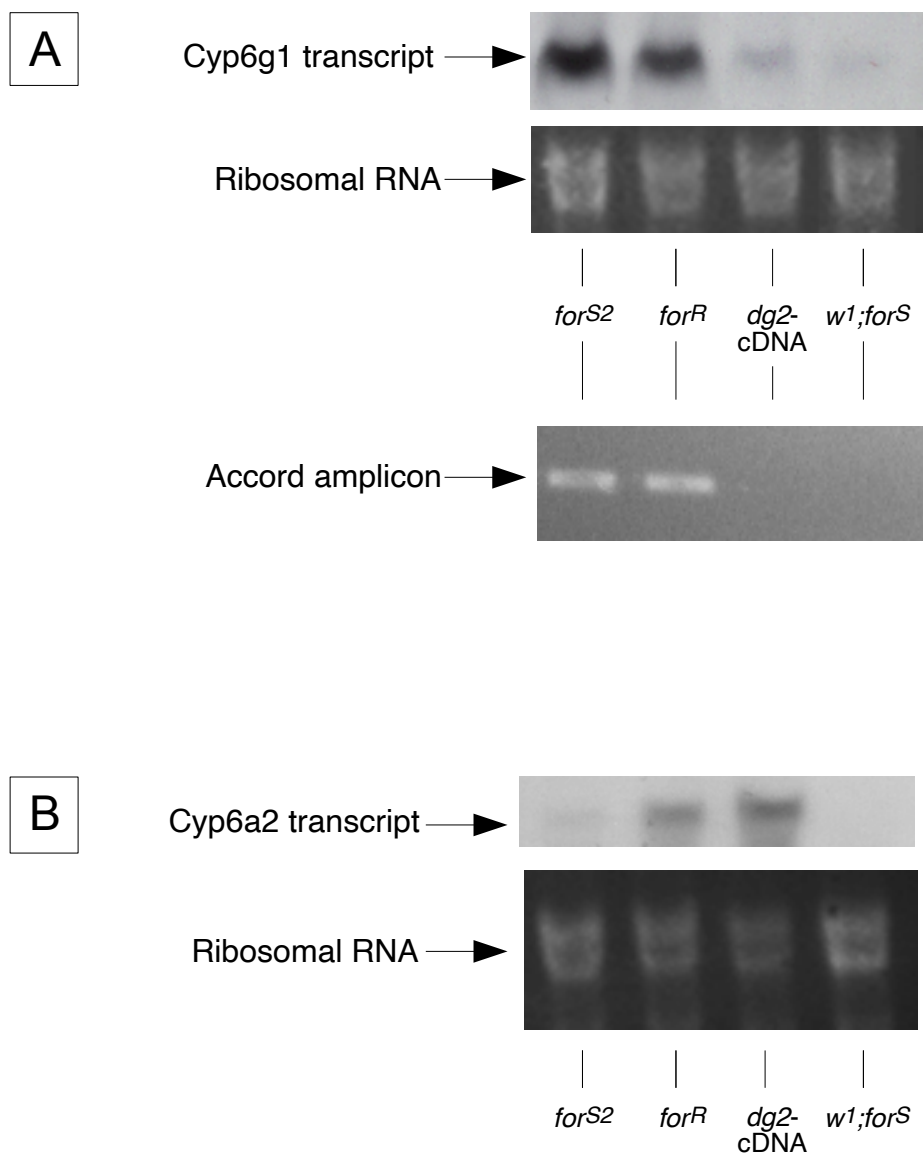 A
Cyp6g1 transcript
Ribosomal RNA
forS2 forR dg2- w1;forS
cDNA
Accord amplicon
B
Cyp6a2 transcript
Ribosomal RNA
forS2 forR dg2- w1;forS
cDNA